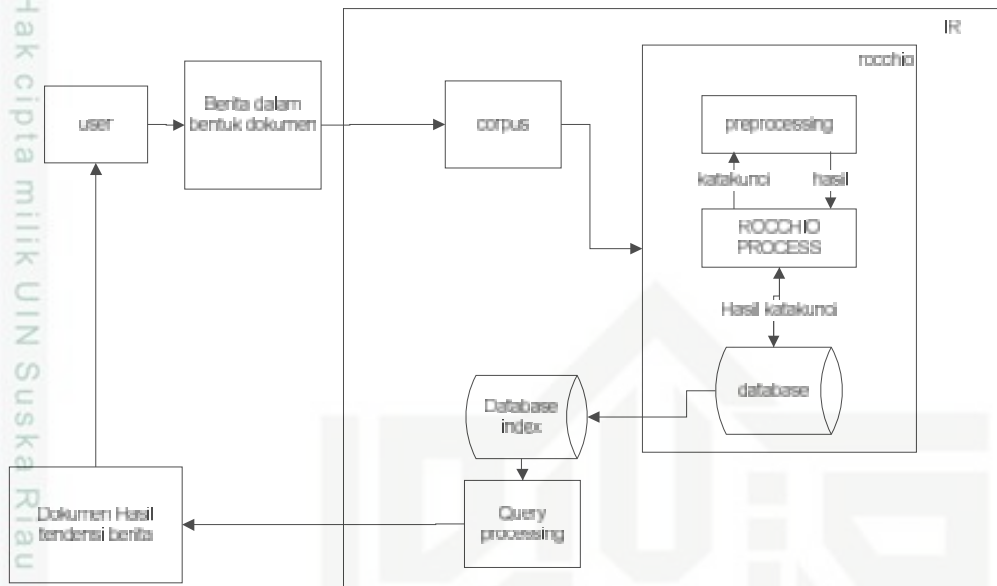 Hak cipta milik UIN Suska Riau
IR
rocchio
user
Berita dalam
bentuk dokumen
corpus
preprocessing
katakunci
hasil
ROCCHIO
PROCESS
Hasil katakunci
database
Database
index
Query
processing
Dokumen Hasil
tendensi berita